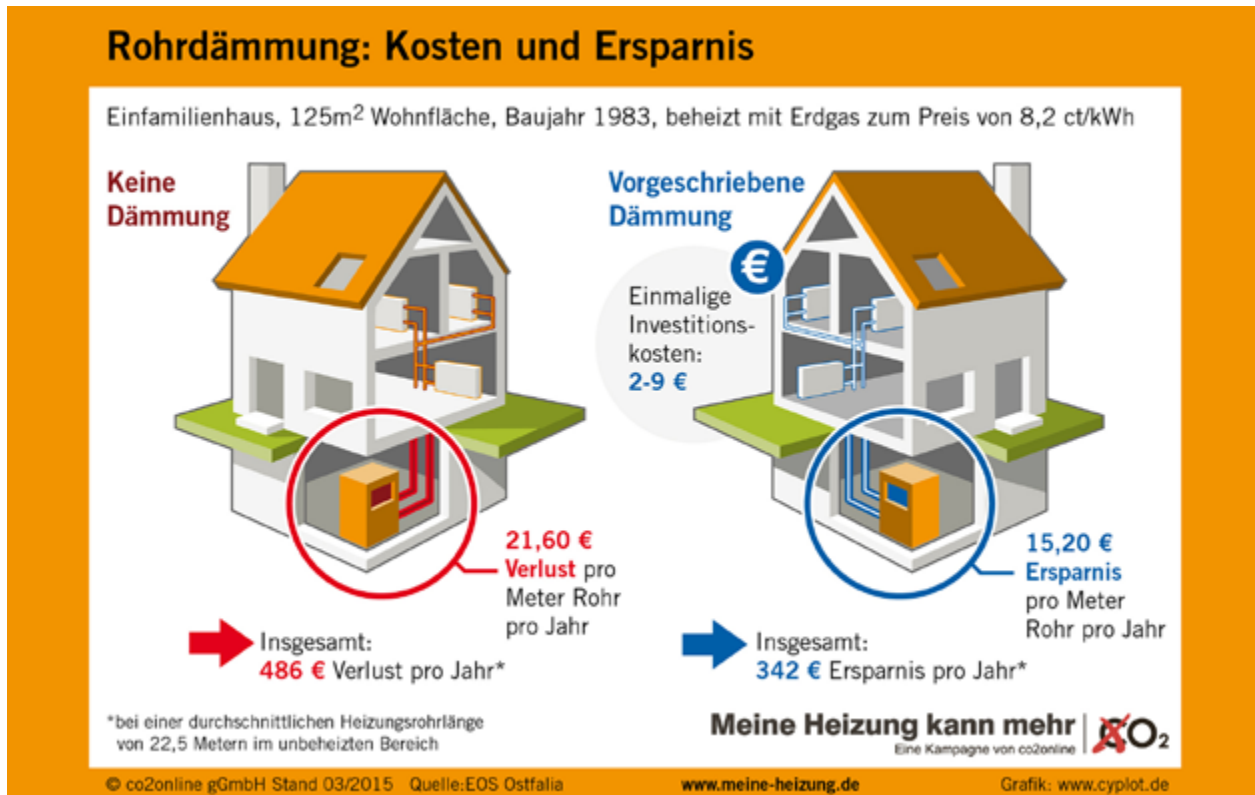 Rohrdämmung: Kosten und Ersparnis
Einfamilienhaus, 125m² Wohnfläche, Baujahr 1983, beheizt mit Erdgas zum Preis von 8,2 ct/kWh
Keine
Dämmung
Vorgeschriebene
Dämmung
€
Einmalige
Investitions-
kosten:
2-9 €
21,60 €
Verlust pro
Meter Rohr
pro Jahr
Insgesamt:
486 € Verlust pro Jahr*
15,20 €
Ersparnis
pro Meter
Rohr pro Jahr
Insgesamt:
342 € Ersparnis pro Jahr*
*bei einer durchschnittlichen Heizungsrohrlänge
von 22,5 Metern im unbeheizten Bereich
Meine Heizung kann mehr
Eine Kampagne von co2online
CO₂
© co2online gGmbH Stand 03/2015 Quelle:EOS Ostfalia
www.meine-heizung.de
Grafik: www.cyplot.de